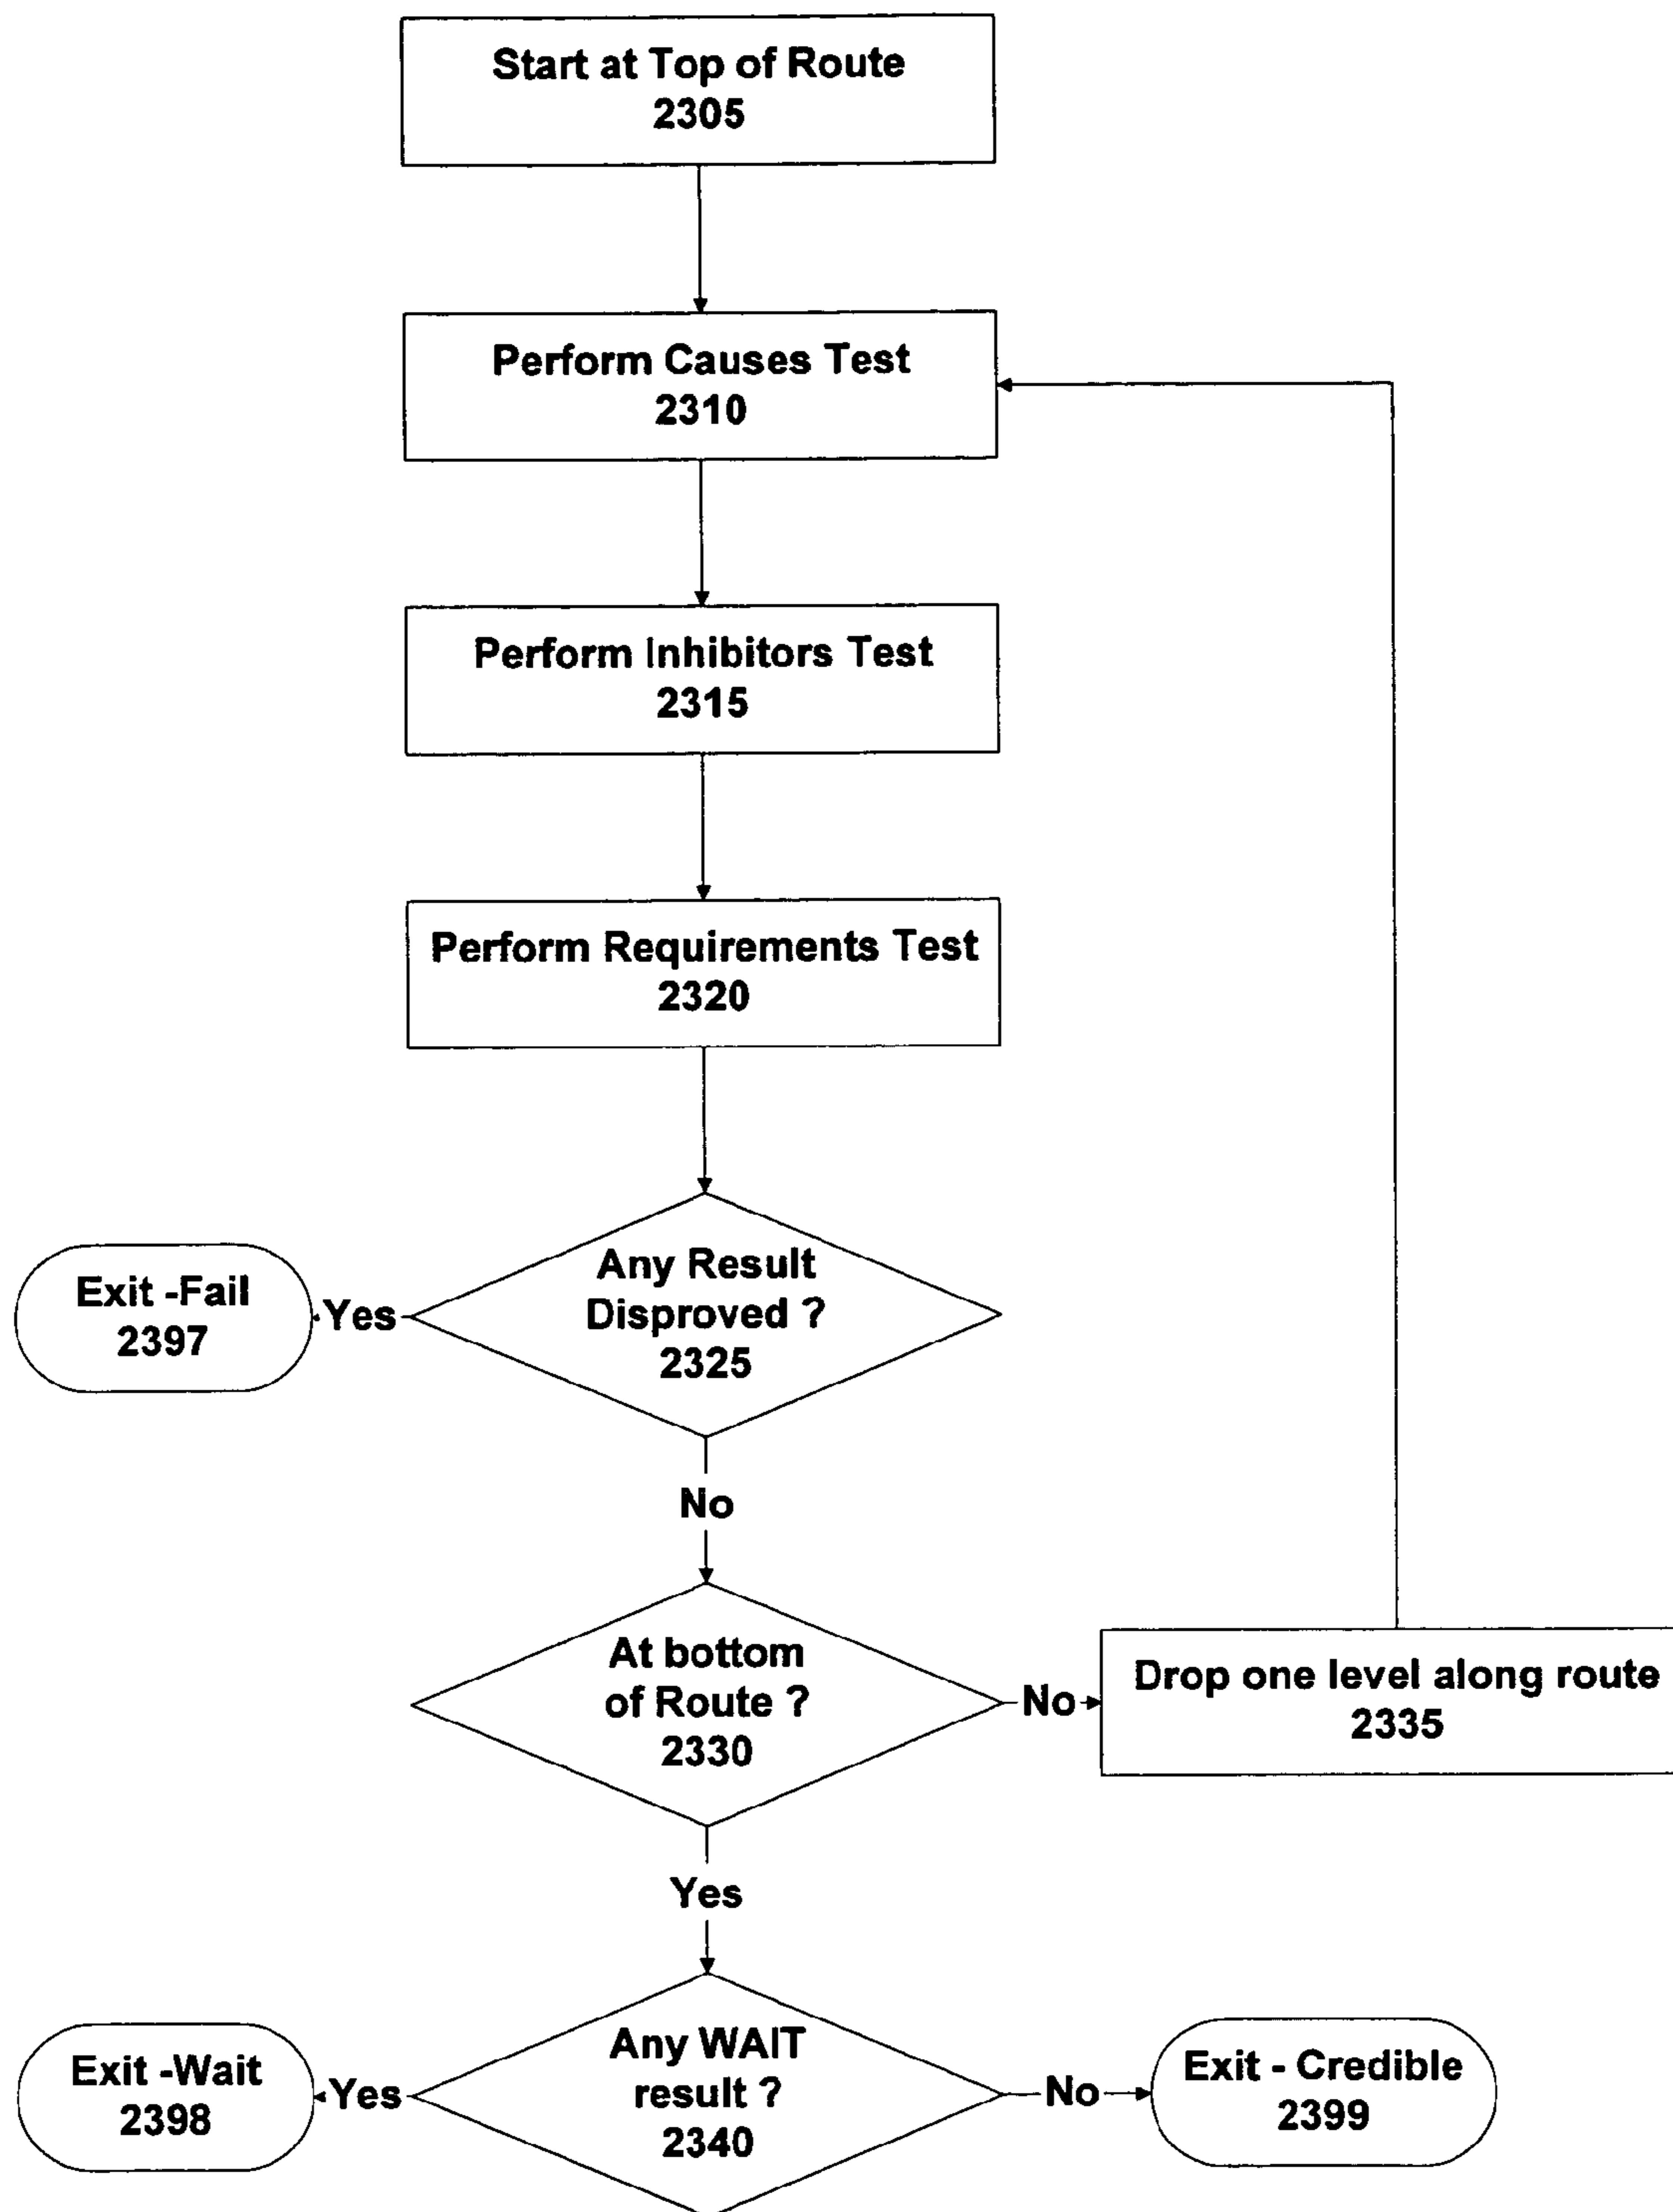 Start at Top of Route
2305
Perform Causes Test
2310
Perform Inhibitors Test
2315
Perform Requirements Test
2320
Any Result
Disproved ?
2325
Yes
Exit -Fail
2397
No
At bottom
of Route ?
2330
No
Drop one level along route
2335
Yes
Any WAIT
result ?
2340
Yes
Exit -Wait
2398
No
Exit - Credible
2399